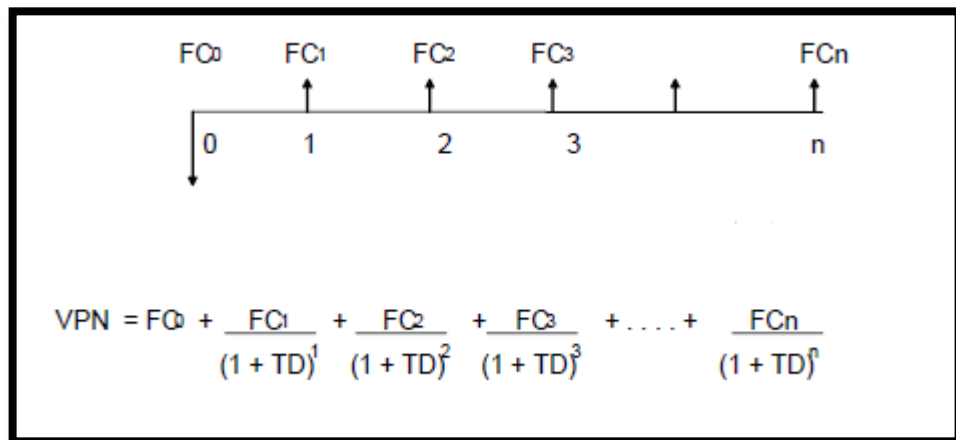 FC0 FC1 FC2 FC3 FCn
0 1 2 3 n
VPN = FC0 + FC1 + FC2 + FC3 + . . . . + FCn
(1 + TD)^1 (1 + TD)^2 (1 + TD)^3 (1 + TD)^n